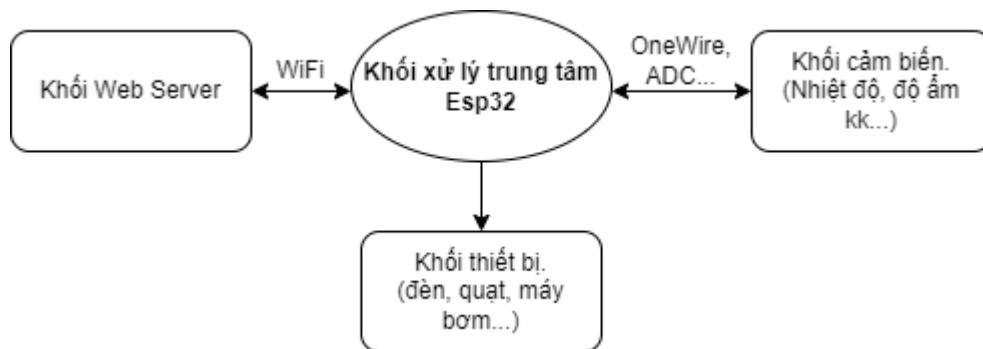 Khối Web Server
WiFi
Khối xử lý trung tâm
Esp32
OneWire,
ADC...
Khối cảm biến.
(Nhiệt độ, độ ẩm
kk...)
Khối thiết bị.
(đèn, quạt, máy
bơm...)